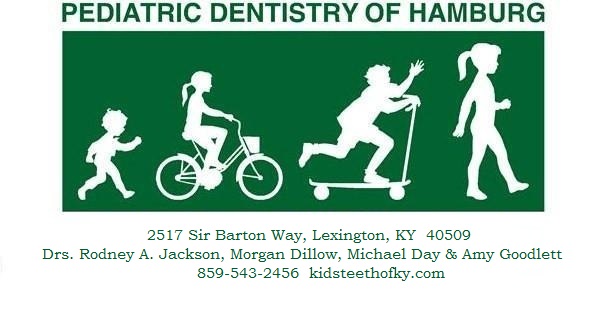 PEDIATRIC DENTISTRY OF HAMBURG
2517 Sir Barton Way, Lexington, KY  40509
Drs. Rodney A. Jackson, Morgan Dillow, Michael Day & Amy Goodlett
859-543-2456  kidsteethofky.com